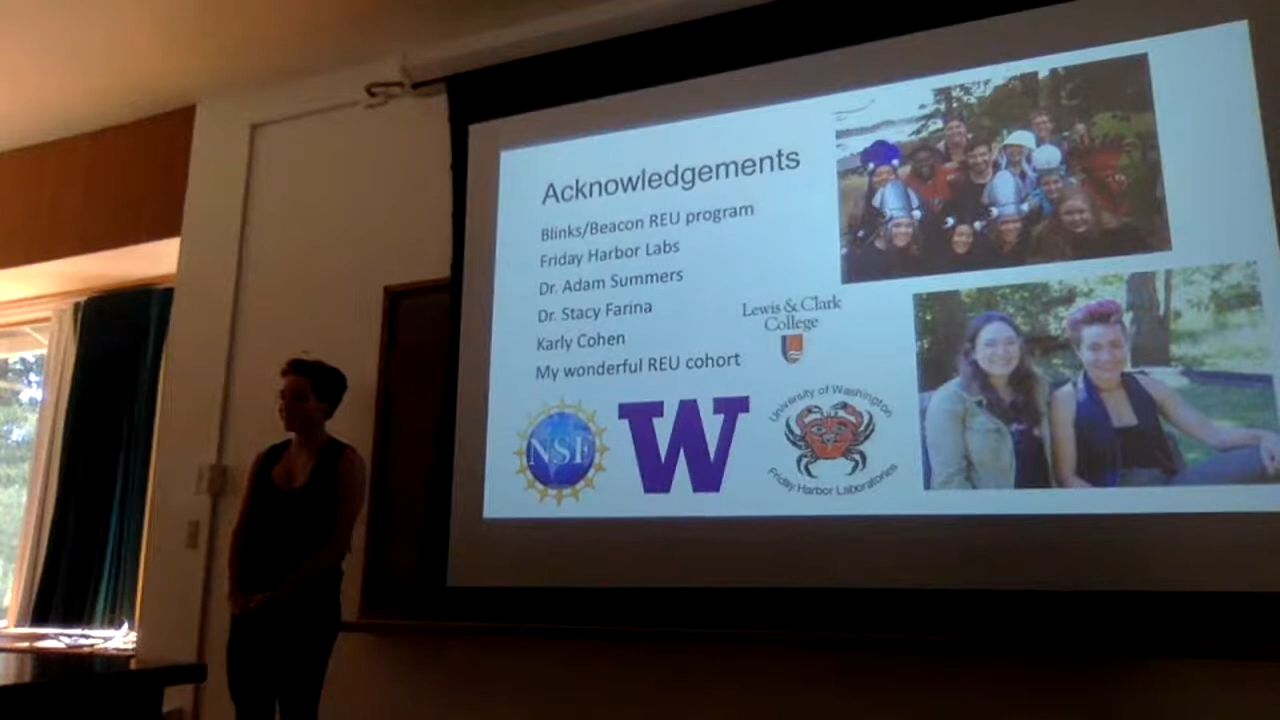 Acknowledgements
Blinks/Beacon REU program
Friday Harbor Labs
Dr. Adam Summers
Dr. Stacy Farina
Karly Cohen
My wonderful REU cohort
Lewis & Clark
College
NSF
W
University of Washington
Friday Harbor Laboratories